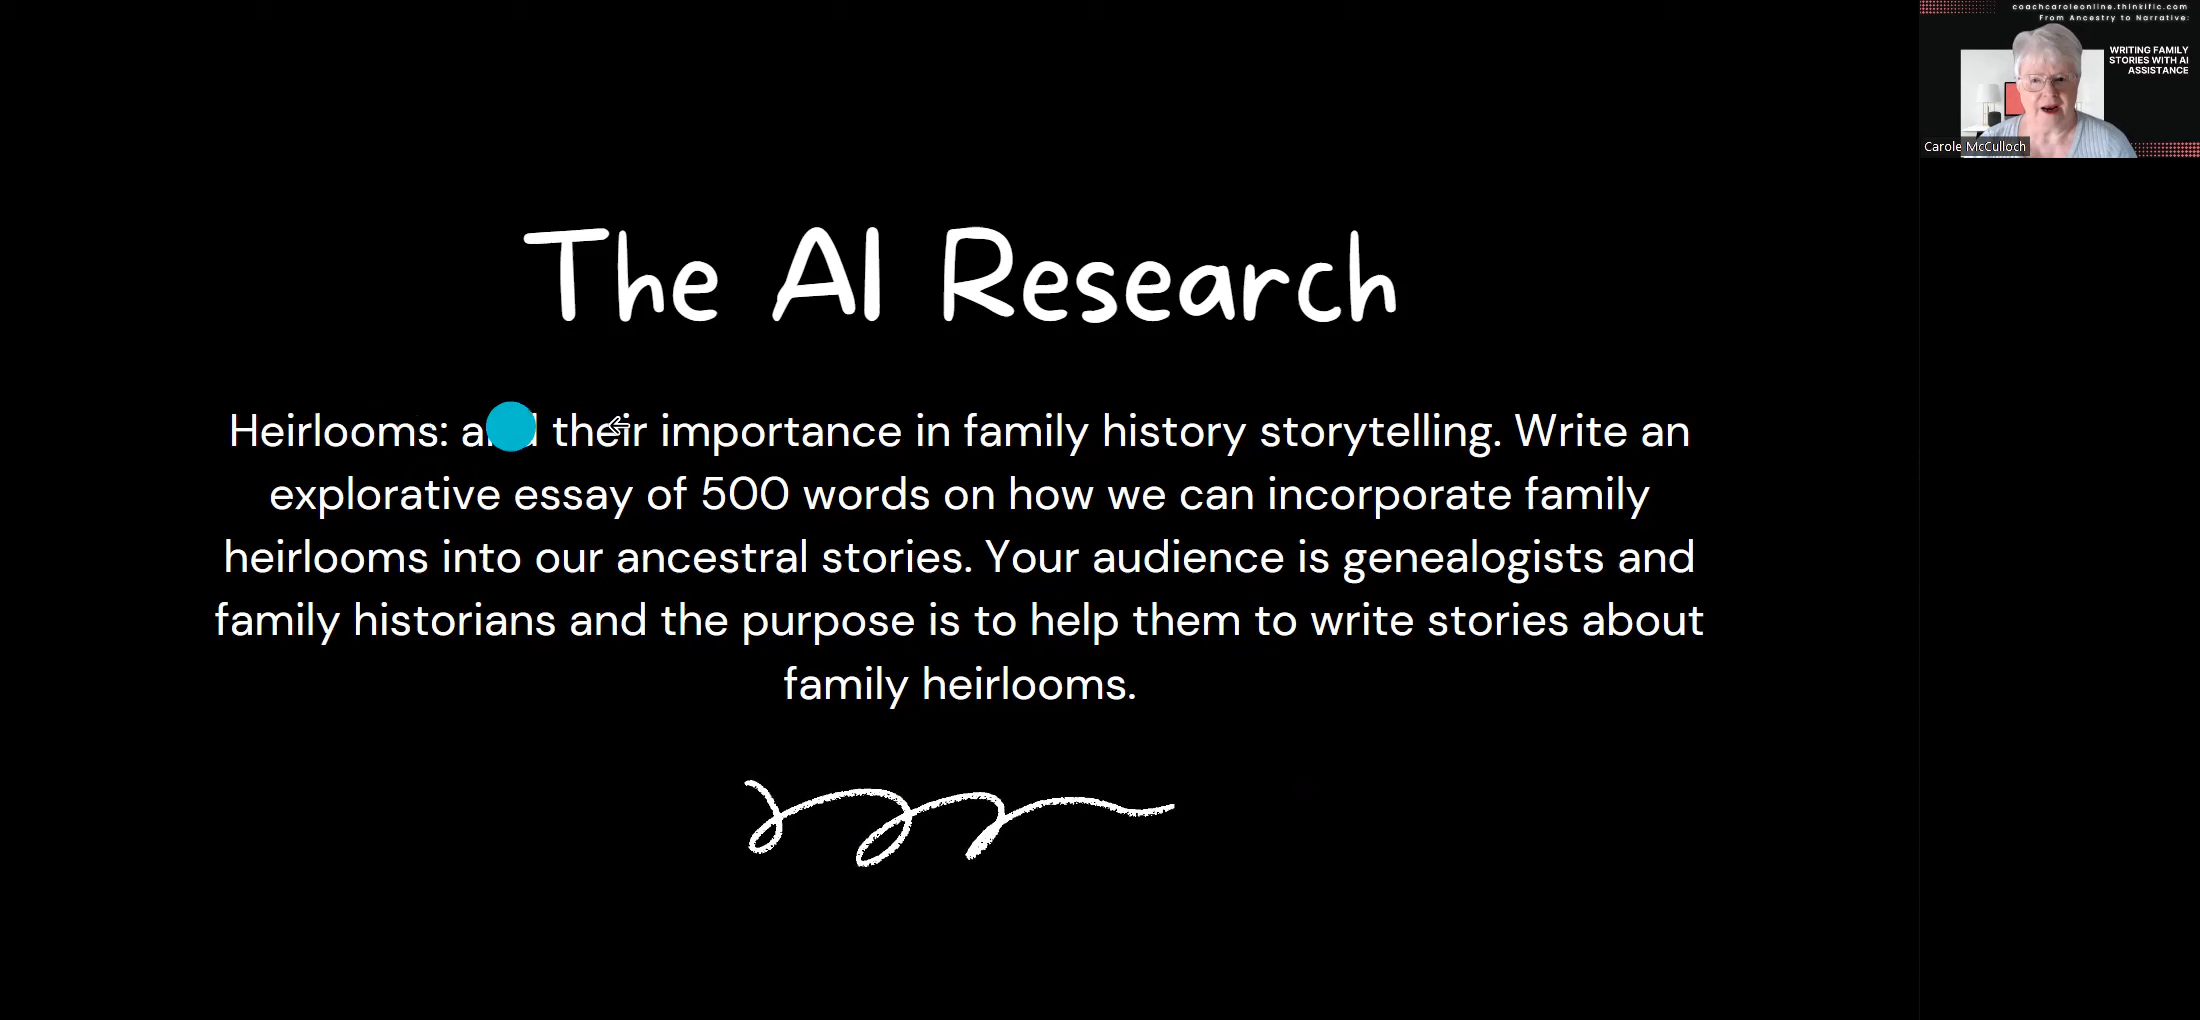 coachcaroleonline.thinkific.com
From Ancestry to Narrative:
WRITING FAMILY
STORIES WITH AI
ASSISTANCE
Carole McCulloch
The AI Research
Heirlooms: and their importance in family history storytelling. Write an
explorative essay of 500 words on how we can incorporate family
heirlooms into our ancestral stories. Your audience is genealogists and
family historians and the purpose is to help them to write stories about
family heirlooms.